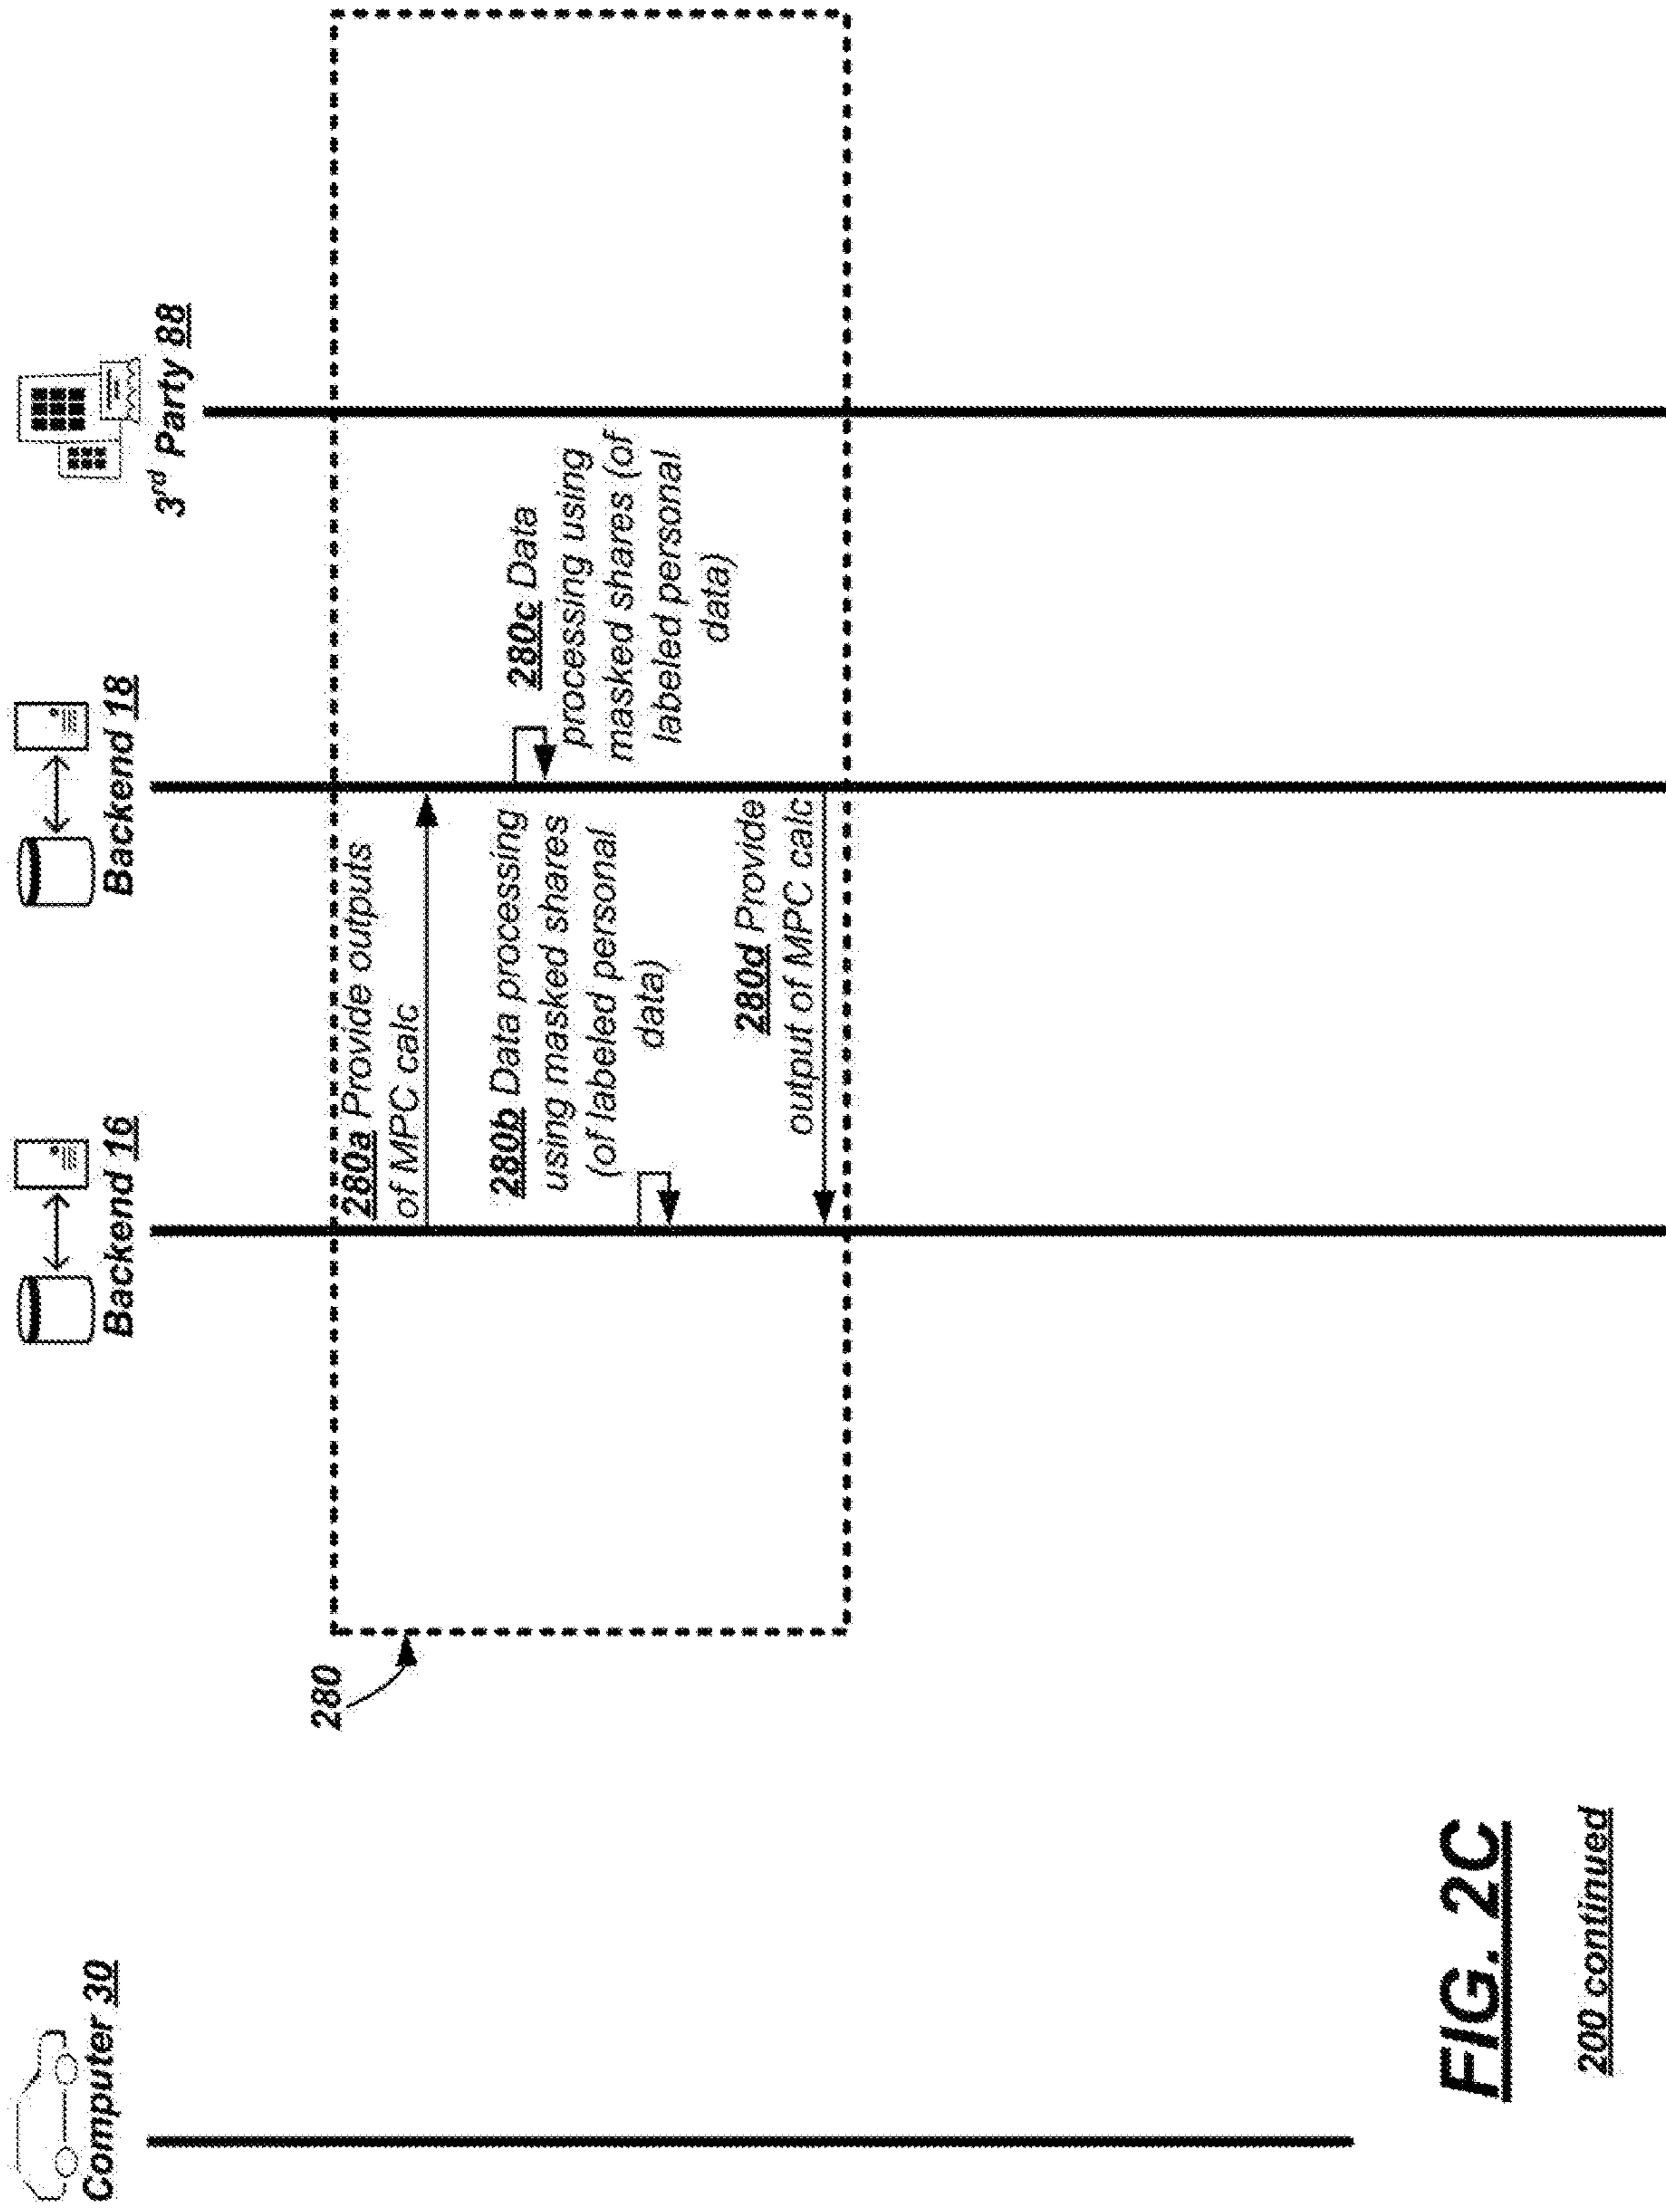 Computer 30
Backend 16
Backend 18
3rd Party 88
280
280a Provide outputs
of MPC calc
280b Data processing
using masked shares
(of labeled personal
data)
280c Data
processing using
masked shares (of
labeled personal
data)
280d Provide
output of MPC calc
FIG. 2C
200 continued